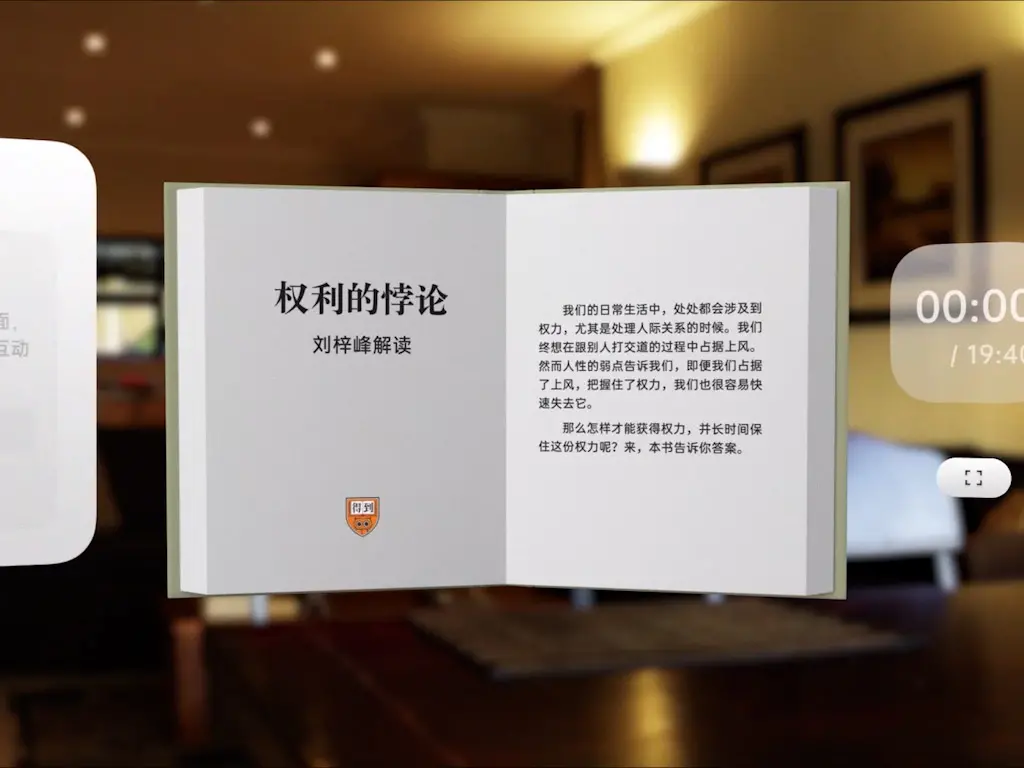 面，
互动
权利的悖论
刘梓峰解读
得到
我们的日常生活中，处处都会涉及到
权力，尤其是处理人际关系的时候。我们
终想在跟别人打交道的过程中占据上风。
然而人性的弱点告诉我们，即便我们占据
了上风，把握住了权力，我们也很容易快
速失去它。
那么怎样才能获得权力，并长时间保
住这份权力呢？来，本书告诉你答案。
00:00
/ 19:40